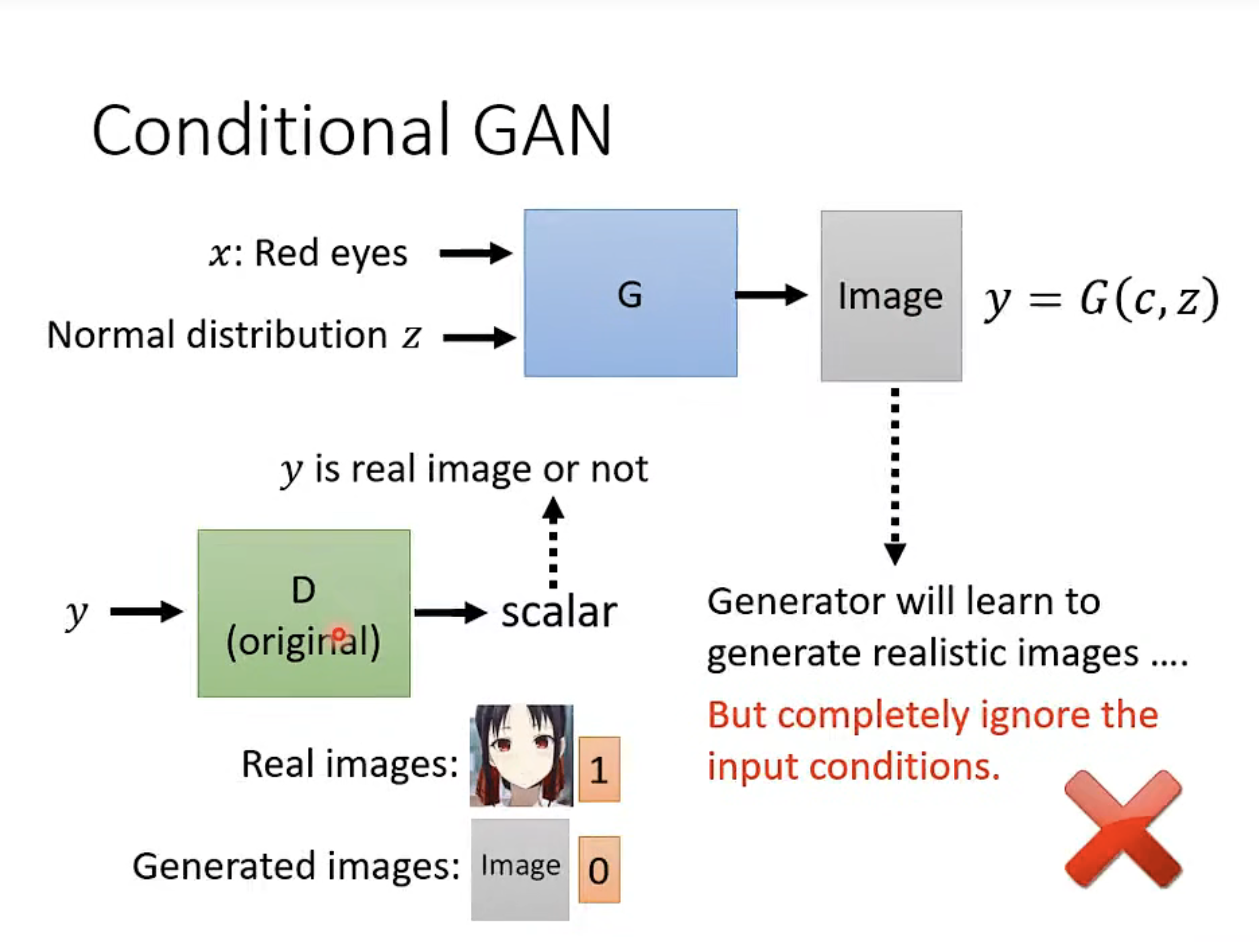 Conditional GAN
x: Red eyes
Normal distribution z
G
Image
y = G(c, z)
y is real image or not
y
D
(original)
scalar
Generator will learn to
generate realistic images ....
But completely ignore the
input conditions.
Real images:
1
Generated images:
Image
0